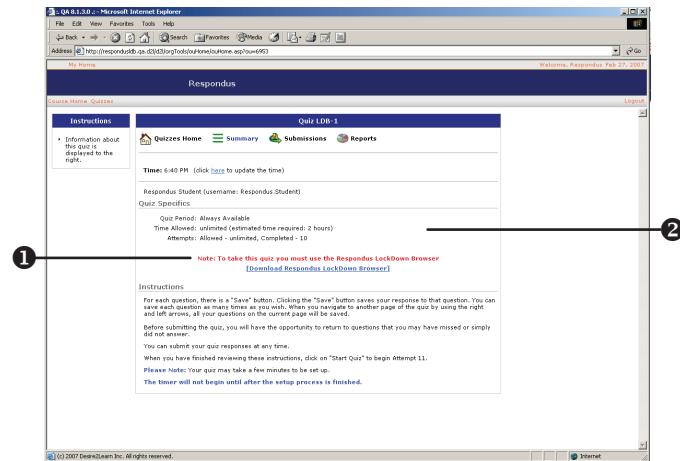 :. QA 8.1.3.0 .: - Microsoft Internet Explorer
File Edit View Favorites Tools Help
Back Search Favorites Media
Address http://respondusldb.qa.d2l/d2l/orgTools/ouHome/ouHome.asp?ou=6953 Go
My Home Welcome, Respondus Feb 27, 2007
Respondus
Course Home Quizzes Logout
Instructions
Information about
this quiz is
displayed to the
right.
Quiz LDB-1
Quizzes Home Summary Submissions Reports
Time: 6:40 PM (click here to update the time)
Respondus Student (username: Respondus.Student)
Quiz Specifics
Quiz Period: Always Available
Time Allowed: unlimited (estimated time required: 2 hours)
Attempts: Allowed - unlimited, Completed - 10
2
1
Note: To take this quiz you must use the Respondus LockDown Browser
[Download Respondus LockDown Browser]
Instructions
For each question, there is a "Save" button. Clicking the "Save" button saves your response to that question. You can
save each question as many times as you wish. When you navigate to another page of the quiz by using the right
and left arrows, all your questions on the current page will be saved.
Before submitting the quiz, you will have the opportunity to return to questions that you may have missed or simply
did not answer.
You can submit your quiz responses at any time.
When you have finished reviewing these instructions, click on "Start Quiz" to begin Attempt 11.
Please Note: Your quiz may take a few minutes to be set up.
The timer will not begin until after the setup process is finished.
(c) 2007 Desire2Learn Inc. All rights reserved. Internet